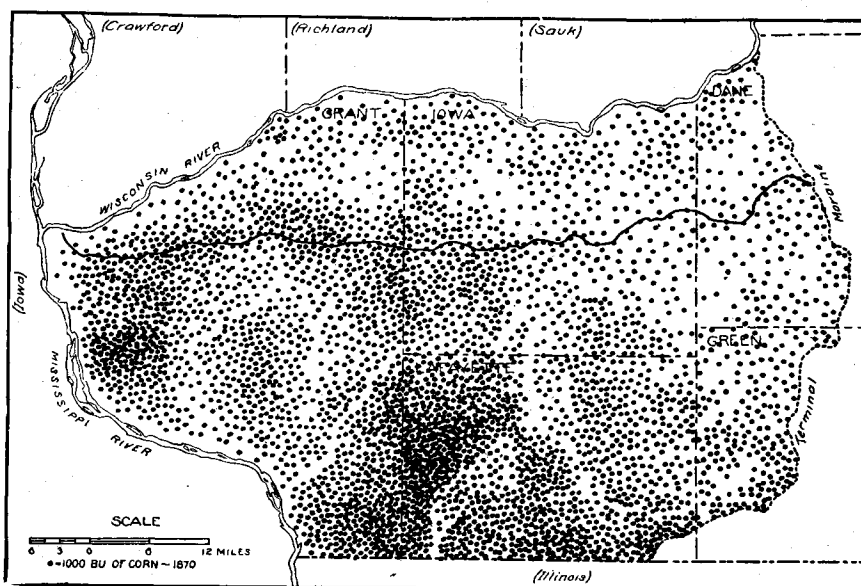 (Crawford)
(Richland)
(Sauk)
DANE
GRANT
IOWA
WISCONSIN RIVER
Moraine
(Iowa)
GREEN
LAFAYETTE
MISSISSIPPI
RIVER
(Terminal
SCALE
6 3 0 6 12 MILES
•=1000 BU OF CORN~1870
(Illinois)